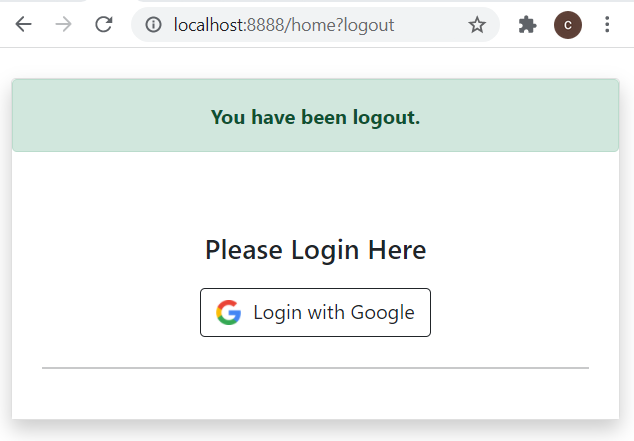 localhost:8888/home?logout
c
You have been logout.
Please Login Here
Login with Google